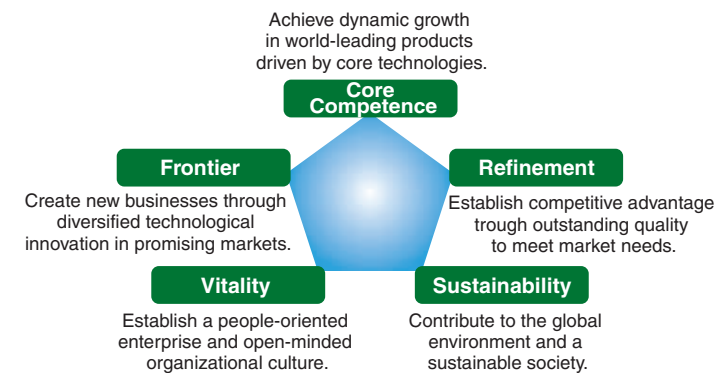 Achieve dynamic growth
in world-leading products
driven by core technologies.
Core
Competence
Frontier
Create new businesses through
diversified technological
innovation in promising markets.
Refinement
Establish competitive advantage
trough outstanding quality
to meet market needs.
Vitality
Establish a people-oriented
enterprise and open-minded
organizational culture.
Sustainability
Contribute to the global
environment and a
sustainable society.